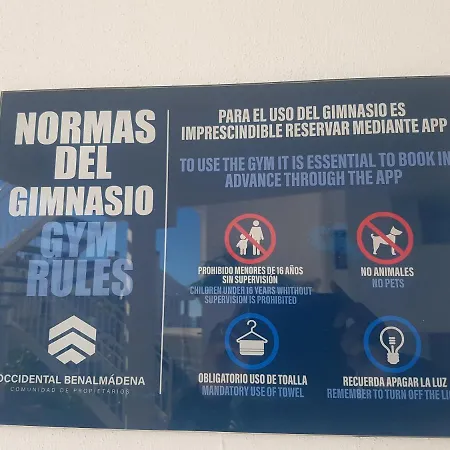 NORMAS
DEL
GIMNASIO
GYM
RULES
OCCIDENTAL BENALMÁDENA
COMUNIDAD DE PROPIETARIOS
PARA EL USO DEL GIMNASIO ES
IMPRESCINDIBLE RESERVAR MEDIANTE APP
TO USE THE GYM IT IS ESSENTIAL TO BOOK IN
ADVANCE THROUGH THE APP
PROHIBIDO MENORES DE 16 AÑOS
SIN SUPERVISION
CHILDREN UNDER 16 YEARS WHITHOUT
SUPERVISION IS PROHIBITED
NO ANIMALES
NO PETS
OBLIGATORIO USO DE TOALLA
MANDATORY USE OF TOWEL
RECUERDA APAGAR LA LUZ
REMEMBER TO TURN OFF THE LI